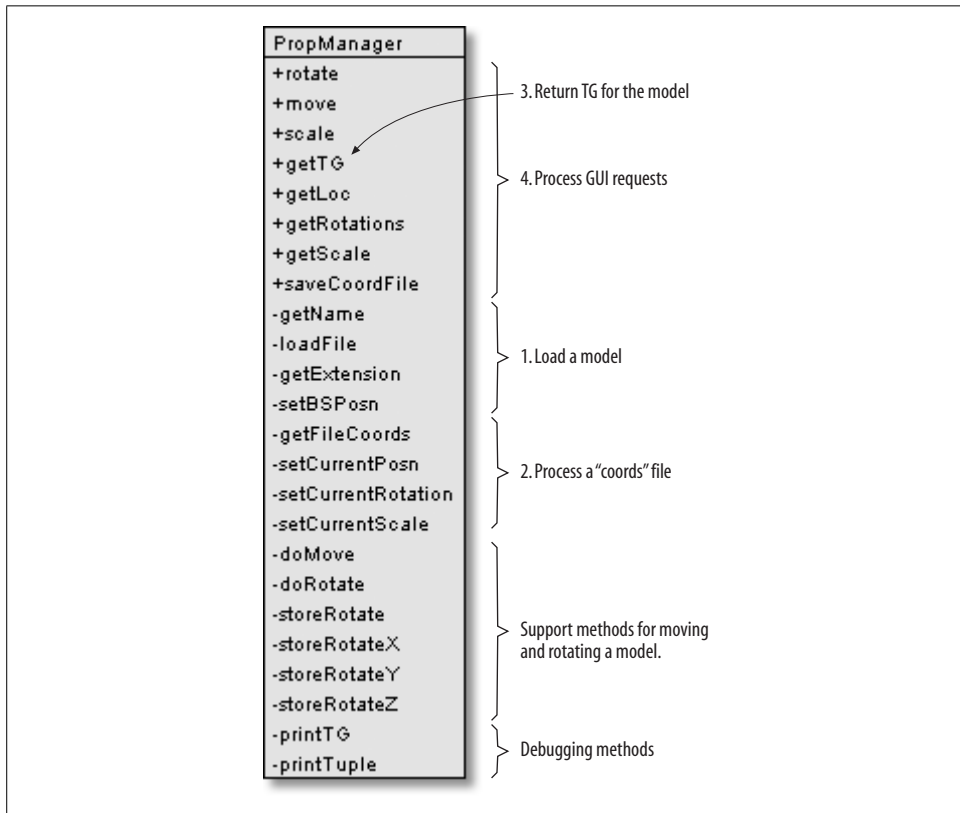 PropManager
+rotate
+move
+scale
+getTG
+getLoc
+getRotations
+getScale
+saveCoordFile
-getName
-loadFile
-getExtension
-setBSPosn
-getFileCoords
-setCurrentPosn
-setCurrentRotation
-setCurrentScale
-doMove
-doRotate
-storeRotate
-storeRotateX
-storeRotateY
-storeRotateZ
-printTG
-printTuple
3. Return TG for the model
4. Process GUI requests
1. Load a model
2. Process a “coords” file
Support methods for moving
and rotating a model.
Debugging methods